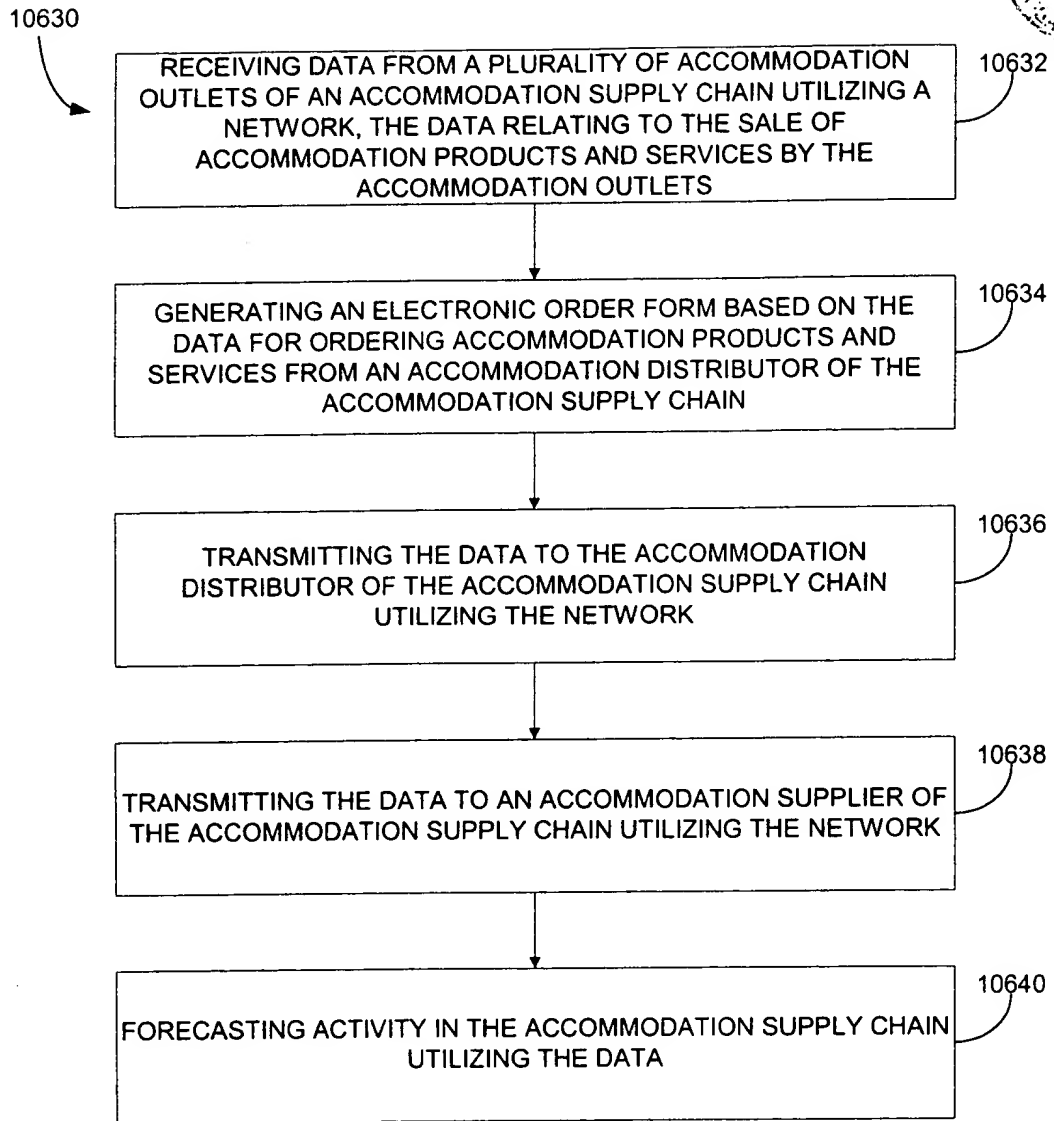 10630
RECEIVING DATA FROM A PLURALITY OF ACCOMMODATION
OUTLETS OF AN ACCOMMODATION SUPPLY CHAIN UTILIZING A
NETWORK, THE DATA RELATING TO THE SALE OF
ACCOMMODATION PRODUCTS AND SERVICES BY THE
ACCOMMODATION OUTLETS
10632
GENERATING AN ELECTRONIC ORDER FORM BASED ON THE
DATA FOR ORDERING ACCOMMODATION PRODUCTS AND
SERVICES FROM AN ACCOMMODATION DISTRIBUTOR OF THE
ACCOMMODATION SUPPLY CHAIN
10634
TRANSMITTING THE DATA TO THE ACCOMMODATION
DISTRIBUTOR OF THE ACCOMMODATION SUPPLY CHAIN
UTILIZING THE NETWORK
10636
TRANSMITTING THE DATA TO AN ACCOMMODATION SUPPLIER OF
THE ACCOMMODATION SUPPLY CHAIN UTILIZING THE NETWORK
10638
FORECASTING ACTIVITY IN THE ACCOMMODATION SUPPLY CHAIN
UTILIZING THE DATA
10640